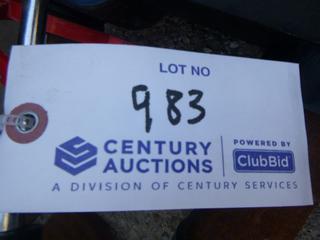 LOT NO
983
CENTURY AUCTIONS
POWERED BY
ClubBid
A DIVISION OF CENTURY SERVICES